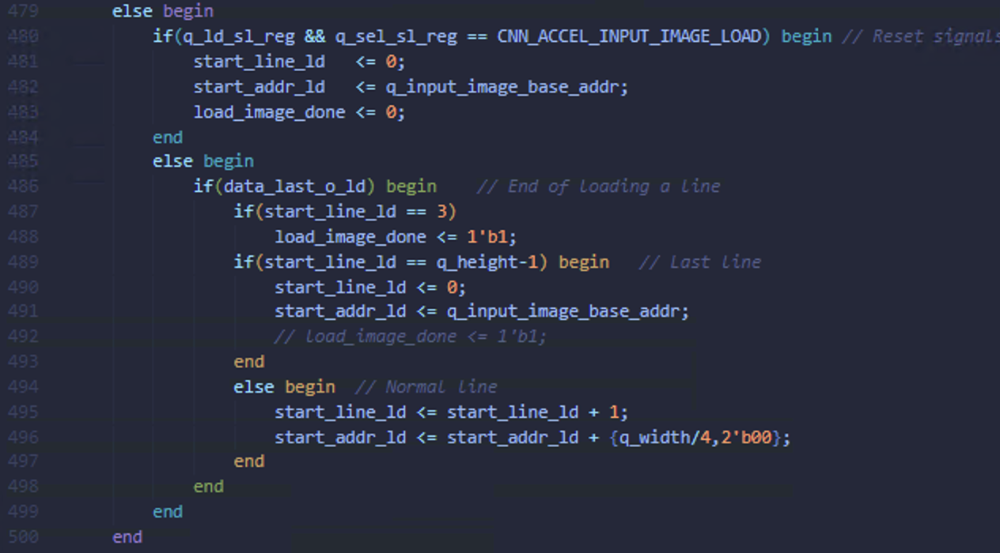 479 else begin
480 if(q_ld_sl_reg && q_sel_sl_reg == CNN_ACCEL_INPUT_IMAGE_LOAD) begin // Reset signals
481 start_line_ld <= 0;
482 start_addr_ld <= q_input_image_base_addr;
483 load_image_done <= 0;
484 end
485 else begin
486 if(data_last_o_ld) begin // End of loading a line
487 if(start_line_ld == 3)
488 load_image_done <= 1'b1;
489 if(start_line_ld == q_height-1) begin // Last line
490 start_line_ld <= 0;
491 start_addr_ld <= q_input_image_base_addr;
492 // load_image_done <= 1'b1;
493 end
494 else begin // Normal line
495 start_line_ld <= start_line_ld + 1;
496 start_addr_ld <= start_addr_ld + {q_width/4,2'b00};
497 end
498 end
499 end
500 end